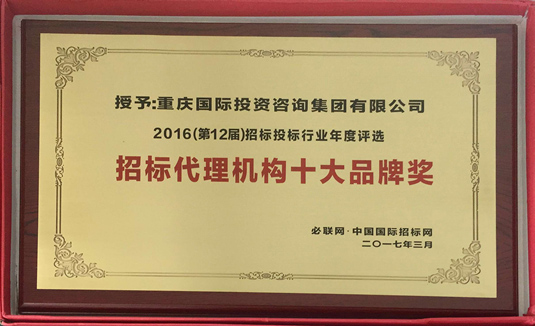 授予:重庆国际投资咨询集团有限公司
2016(第12届)招标投标行业年度评选
招标代理机构十大品牌奖
必联网·中国国际招标网
二〇一七年三月